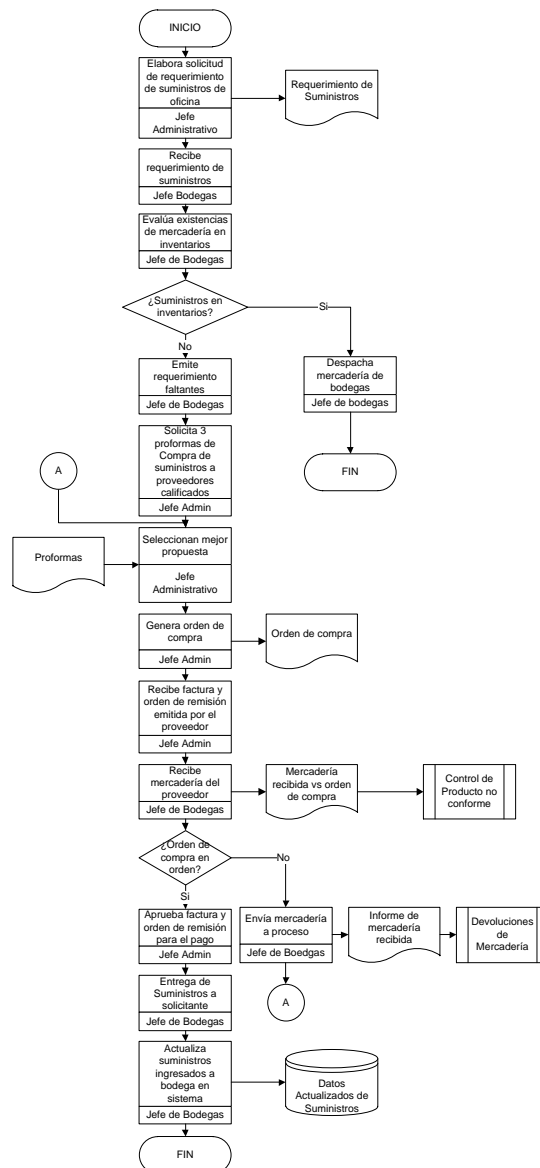 INICIO
Elabora solicitud
de requerimiento
de suministros de
oficina
Jefe
Administrativo
Requerimiento de
Suministros
Recibe
requerimiento de
suministros
Jefe Bodegas
Evalúa existencias
de mercadería en
inventarios
Jefe de Bodegas
¿Suministros en
inventarios?
Si
No
Despacha
mercadería de
bodegas
Jefe de bodegas
FIN
Emite
requerimiento
faltantes
Jefe de Bodegas
Solicita 3
proformas de
Compra de
suministros a
proveedores
calificados
Jefe Admin
A
Seleccionan mejor
propuesta
Jefe
Administrativo
Proformas
Genera orden de
compra
Jefe Admin
Orden de compra
Recibe factura y
orden de remisión
emitida por el
proveedor
Jefe Admin
Recibe
mercadería del
proveedor
Jefe de Bodegas
Mercadería
recibida vs orden
de compra
Control de
Producto no
conforme
¿Orden de
compra en
orden?
No
Si
Aprueba factura y
orden de remisión
para el pago
Jefe Admin
Envía mercadería
a proceso
Jefe de Boedgas
Informe de
mercadería
recibida
Devoluciones
de
Mercadería
A
Entrega de
Suministros a
solicitante
Jefe de Bodegas
Actualiza
suministros
ingresados a
bodega en
sistema
Jefe de Bodegas
Datos
Actualizados de
Suministros
FIN